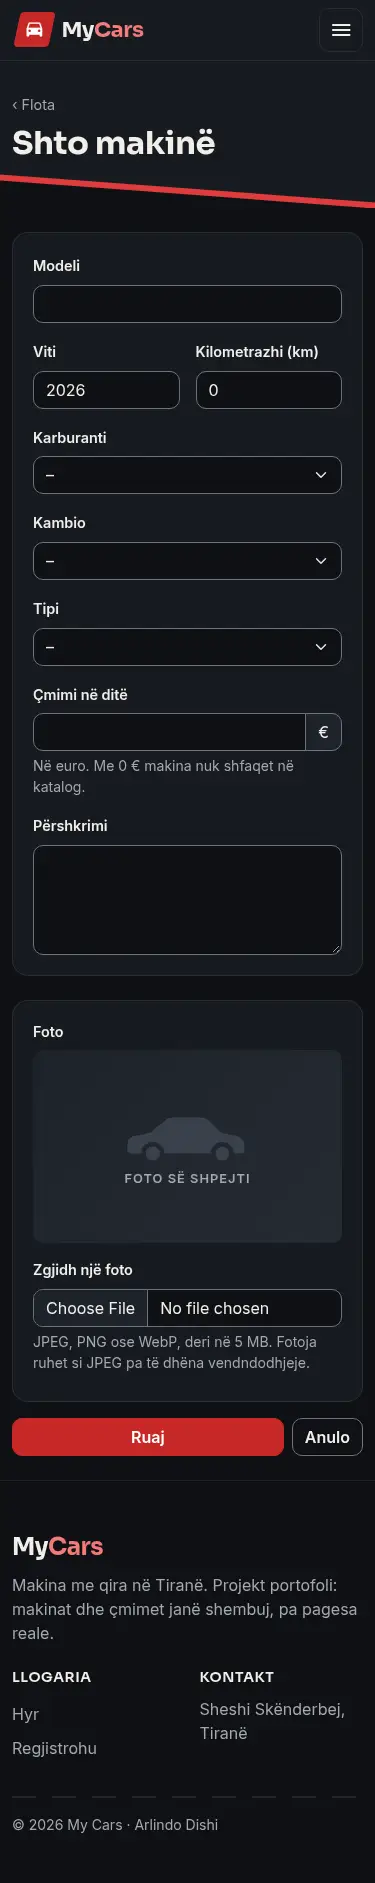 MyCars
‹ Flota
Shto makinë
Modeli
Viti
Kilometrazhi (km)
2026
0
Karburanti
–
Kambio
–
Tipi
–
Çmimi në ditë
€
Në euro. Me 0 € makina nuk shfaqet në
katalog.
Përshkrimi
Foto
FOTO SË SHPEJTI
Zgjidh një foto
Choose File No file chosen
JPEG, PNG ose WebP, deri në 5 MB. Fotoja
ruhet si JPEG pa të dhëna vendndodhjeje.
Ruaj
Anulo
MyCars
Makina me qira në Tiranë. Projekt portofoli:
makinat dhe çmimet janë shembuj, pa pagesa
reale.
LLOGARIA
Hyr
Regjistrohu
KONTAKT
Sheshi Skënderbej,
Tiranë
© 2026 My Cars · Arlindo Dishi